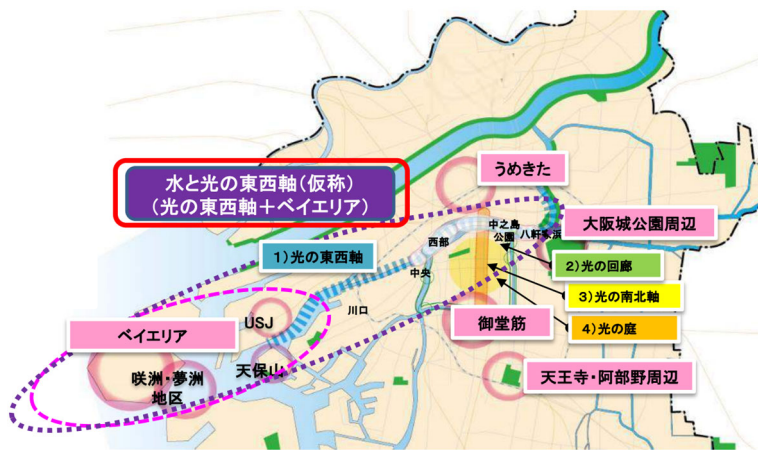 うめきた
水と光の東西軸(仮称)
(光の東西軸+ベイエリア)
中之島
公園
八軒家浜
大阪城公園周辺
西部
1)光の東西軸
2)光の回廊
中央
3)光の南北軸
川口
USJ
御堂筋
4)光の庭
ベイエリア
天保山
咲洲・夢洲
地区
天王寺・阿部野周辺